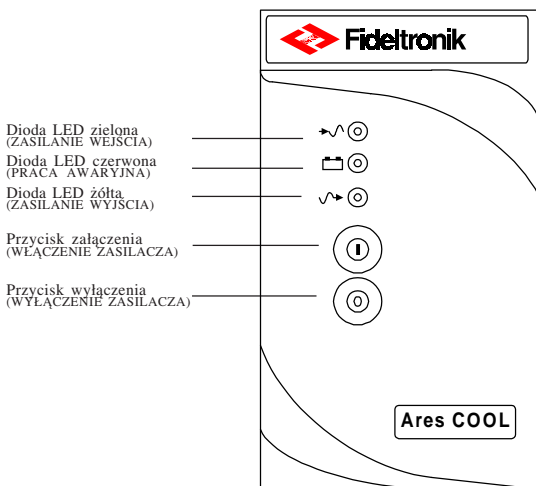 Fideltronik
Dioda LED zielona
(ZASILANIE WEJŚCIA)
Dioda LED czerwona
(PRACA AWARYJNA)
Dioda LED żółta
(ZASILANIE WYJŚCIA)
Przycisk załączenia
(WŁĄCZENIE ZASILACZA)
Przycisk wyłączenia
(WYŁĄCZENIE ZASILACZA)
Ares COOL